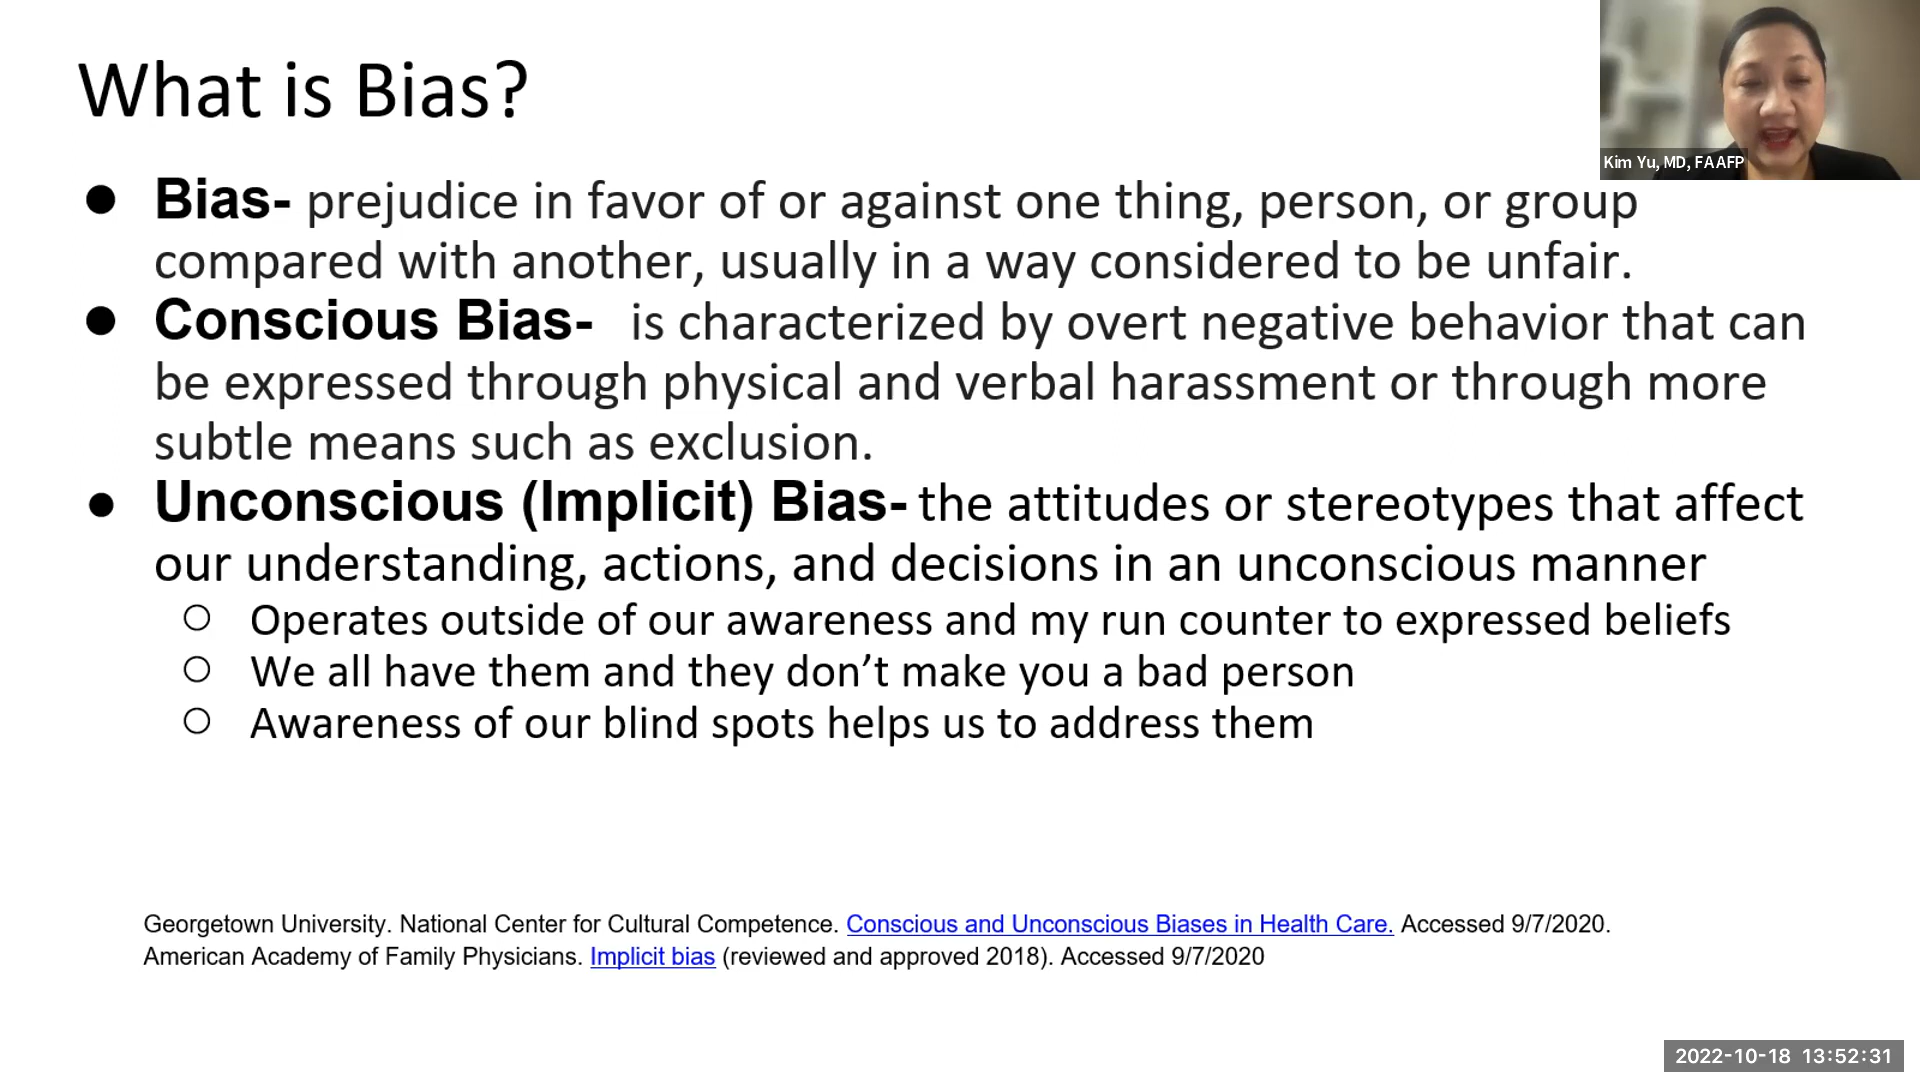 What is Bias?
Kim Yu, MD, FAAFP
● Bias- prejudice in favor of or against one thing, person, or group
compared with another, usually in a way considered to be unfair.
● Conscious Bias- is characterized by overt negative behavior that can
be expressed through physical and verbal harassment or through more
subtle means such as exclusion.
● Unconscious (Implicit) Bias- the attitudes or stereotypes that affect
our understanding, actions, and decisions in an unconscious manner
○ Operates outside of our awareness and my run counter to expressed beliefs
○ We all have them and they don’t make you a bad person
○ Awareness of our blind spots helps us to address them
Georgetown University. National Center for Cultural Competence. Conscious and Unconscious Biases in Health Care. Accessed 9/7/2020.
American Academy of Family Physicians. Implicit bias (reviewed and approved 2018). Accessed 9/7/2020
2022-10-18 13:52:31